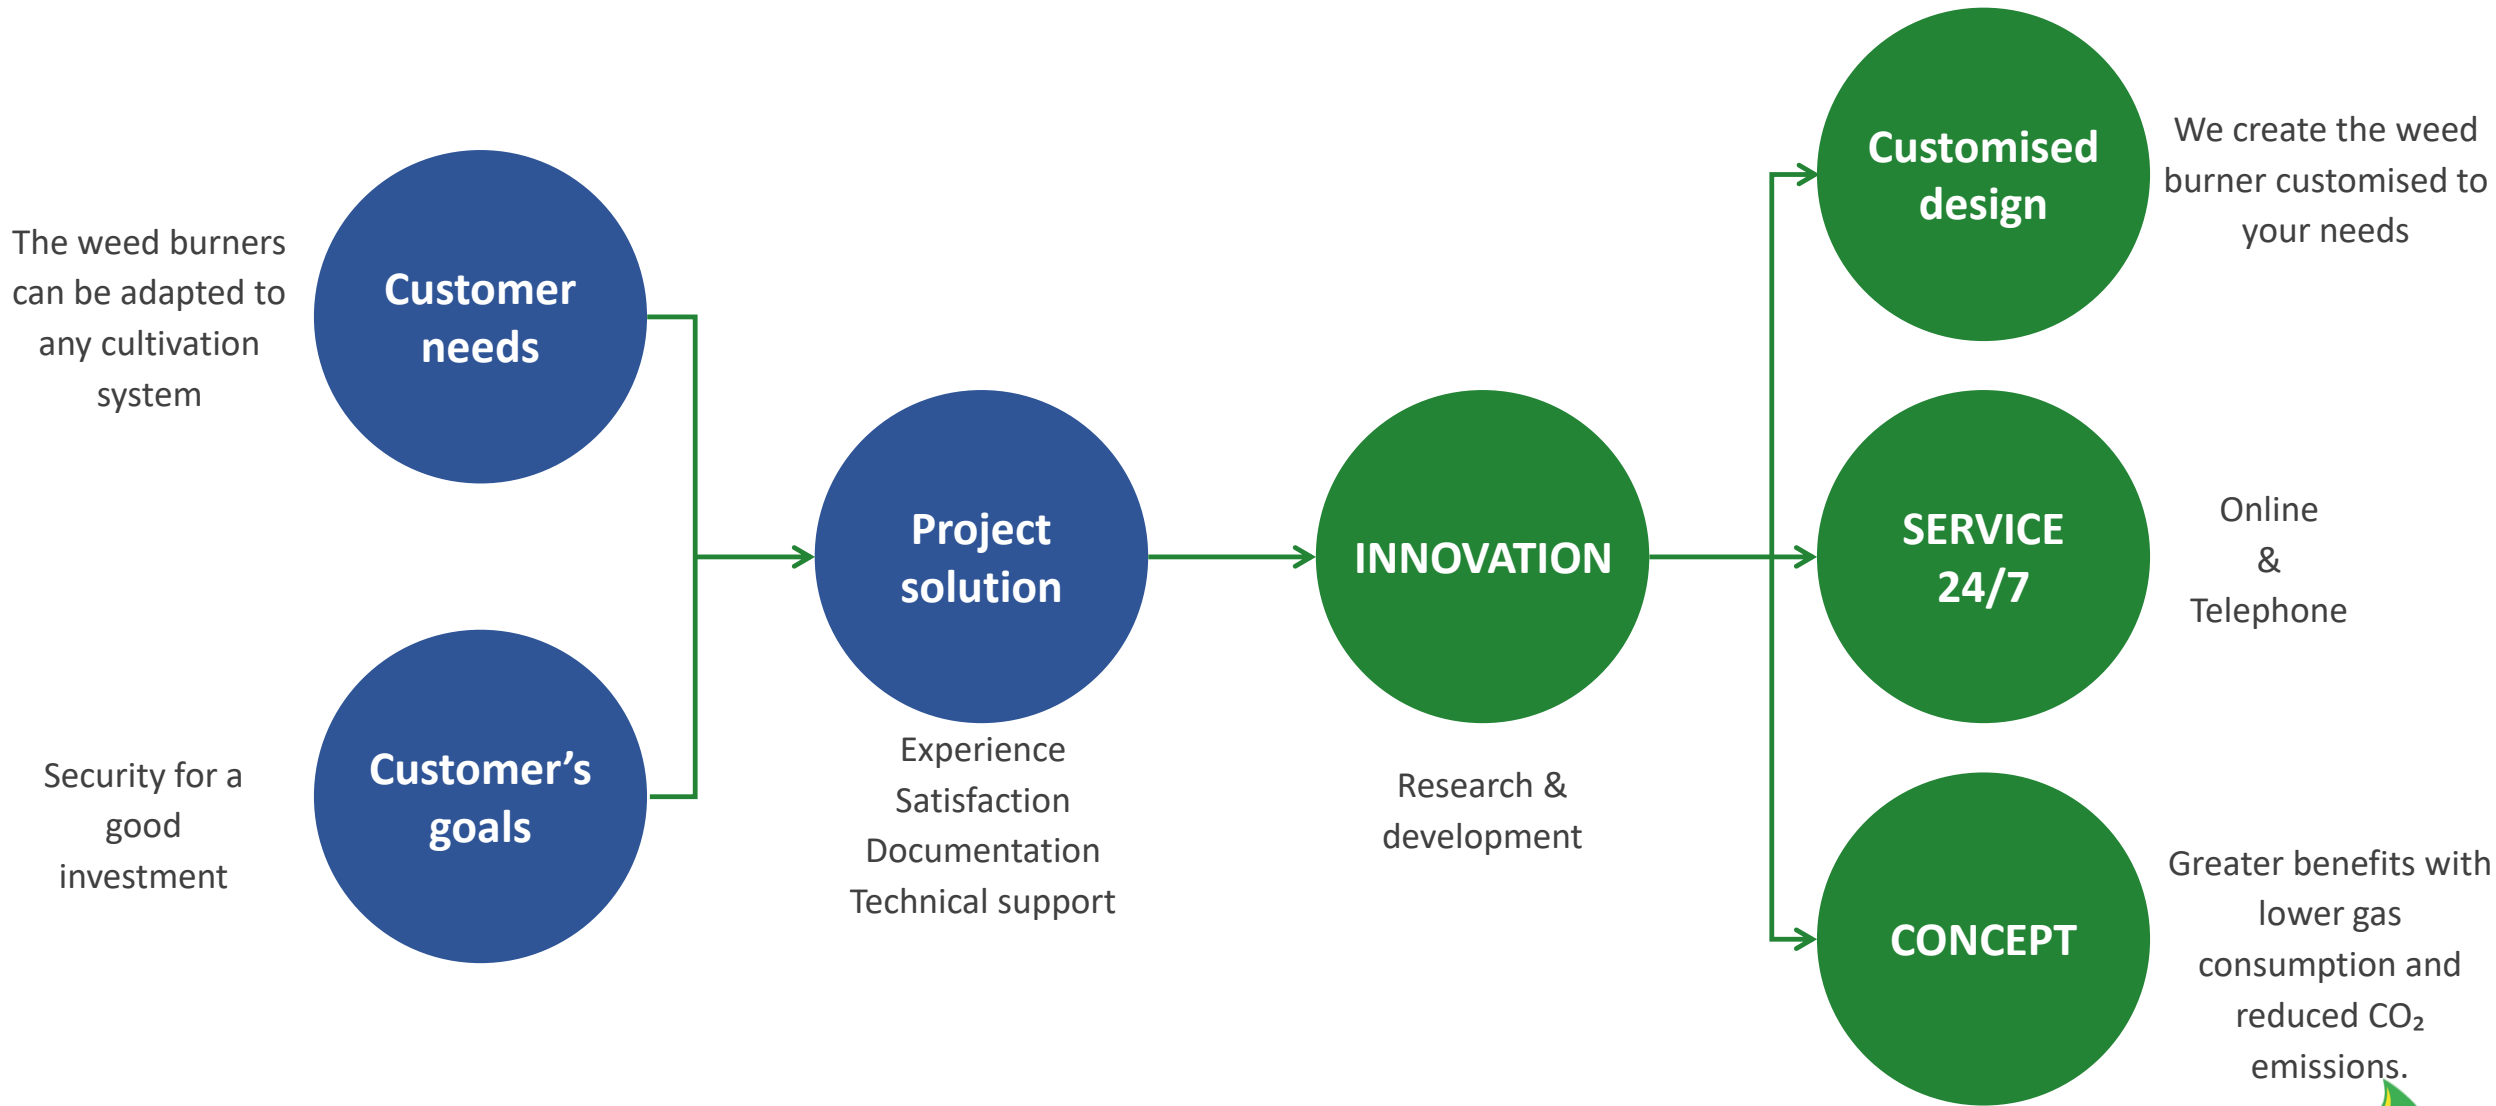 The weed burners
can be adapted to
any cultivation
system
Customer
needs
Security for a
good
investment
Customer’s
goals
Project
solution
Experience
Satisfaction
Documentation
Technical support
INNOVATION
Research &
development
Customised
design
We create the weed
burner customised to
your needs
SERVICE
24/7
Online
&
Telephone
CONCEPT
Greater benefits with
lower gas
consumption and
reduced CO₂
emissions.